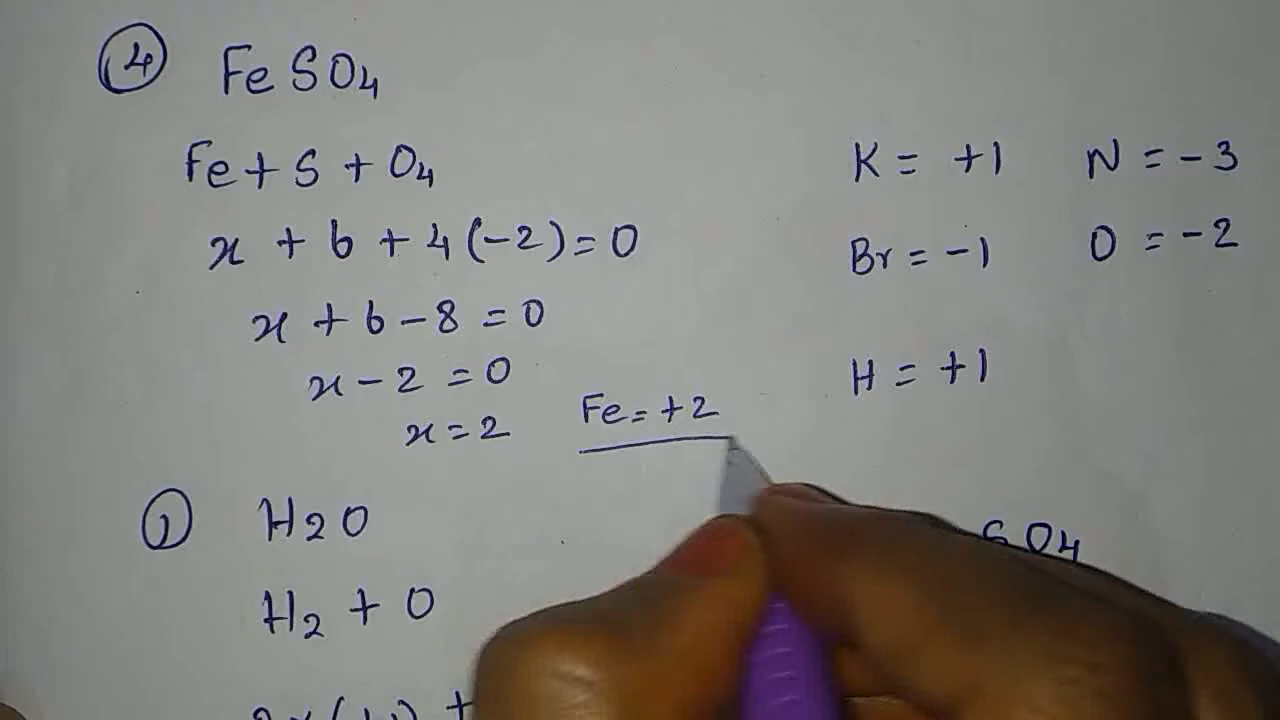 ④ FeSO4
Fe + S + O4
x + 6 + 4(-2) = 0
x + 6 - 8 = 0
x - 2 = 0
x = 2 Fe = +2
K = +1 N = -3
Br = -1 O = -2
H = +1
① H2O
H2 + O
SO4